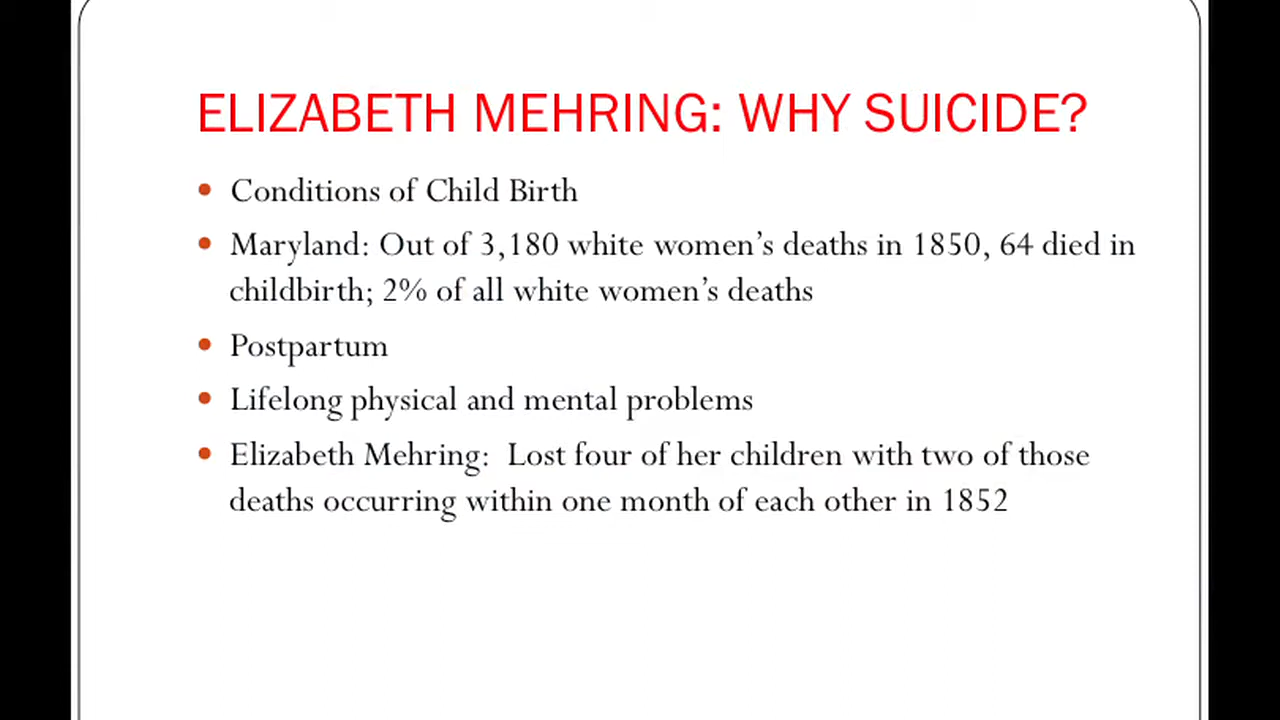 ELIZABETH MEHRING: WHY SUICIDE?
• Conditions of Child Birth
• Maryland: Out of 3,180 white women’s deaths in 1850, 64 died in
childbirth; 2% of all white women’s deaths
• Postpartum
• Lifelong physical and mental problems
• Elizabeth Mehring:  Lost four of her children with two of those
deaths occurring within one month of each other in 1852